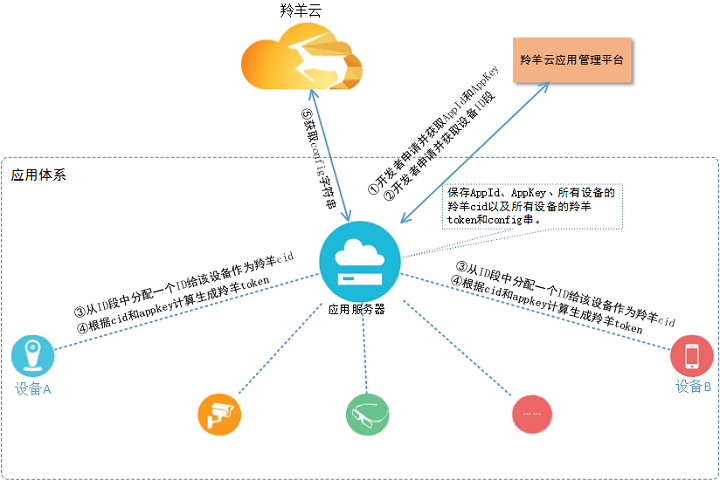 羚羊云
羚羊云应用管理平台
①开发者申请并获取AppId和AppKey
②开发者申请并获取设备ID段
⑤获取config字符串
应用体系
保存AppId、AppKey、所有设备的
羚羊cid以及所有设备的羚羊
token和config串。
③从ID段中分配一个ID给该设备作为羚羊cid
④根据cid和appkey计算生成羚羊token
③从ID段中分配一个ID给该设备作为羚羊cid
④根据cid和appkey计算生成羚羊token
应用服务器
设备A
设备B
……